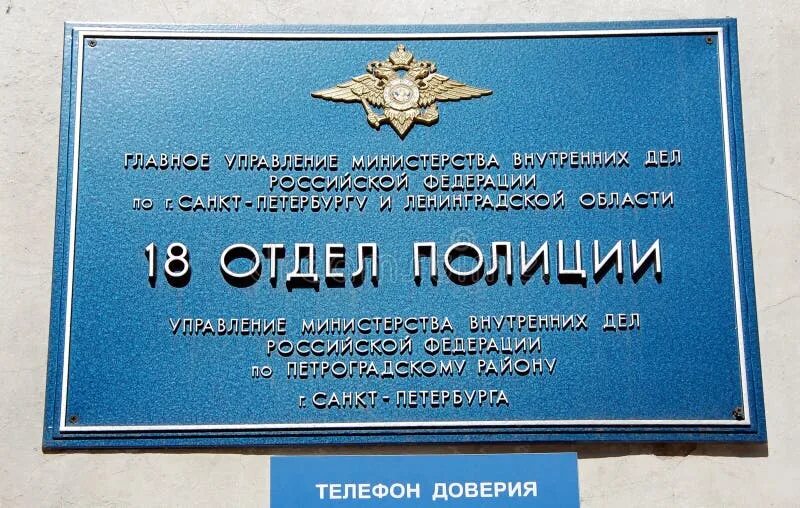 ГЛАВНОЕ УПРАВЛЕНИЕ МИНИСТЕРСТВА ВНУТРЕННИХ ДЕЛ
РОССИЙСКОЙ ФЕДЕРАЦИИ
по г. САНКТ-ПЕТЕРБУРГУ И ЛЕНИНГРАДСКОЙ ОБЛАСТИ
18 ОТДЕЛ ПОЛИЦИИ
УПРАВЛЕНИЕ МИНИСТЕРСТВА ВНУТРЕННИХ ДЕЛ
РОССИЙСКОЙ ФЕДЕРАЦИИ
по ПЕТРОГРАДСКОМУ РАЙОНУ
г. САНКТ-ПЕТЕРБУРГА
ТЕЛЕФОН ДОВЕРИЯ